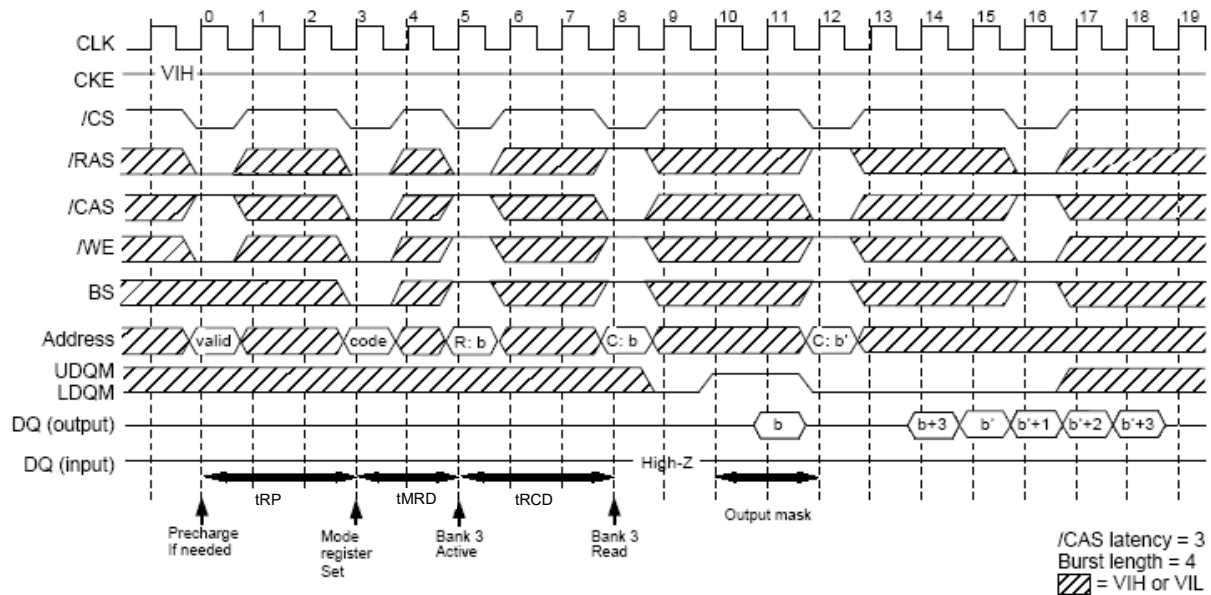 0 1 2 3 4 5 6 7 8 9 10 11 12 13 14 15 16 17 18 19
CLK
CKE VIH
/CS
/RAS
/CAS
/WE
BS
Address valid code R: b C: b C: b'
UDQM
LDQM
DQ (output) b b+3 b' b'+1 b'+2 b'+3
DQ (input) High-Z
tRP tMRD tRCD Output mask
Precharge
If needed
Mode
register
Set
Bank 3
Active
Bank 3
Read
/CAS latency = 3
Burst length = 4
= VIH or VIL